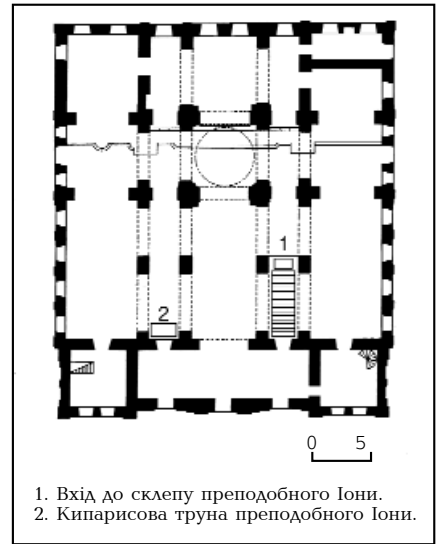 1
2
0 5
1. Вхід до склепу преподобного Іони.
2. Кипарисова труна преподобного Іони.